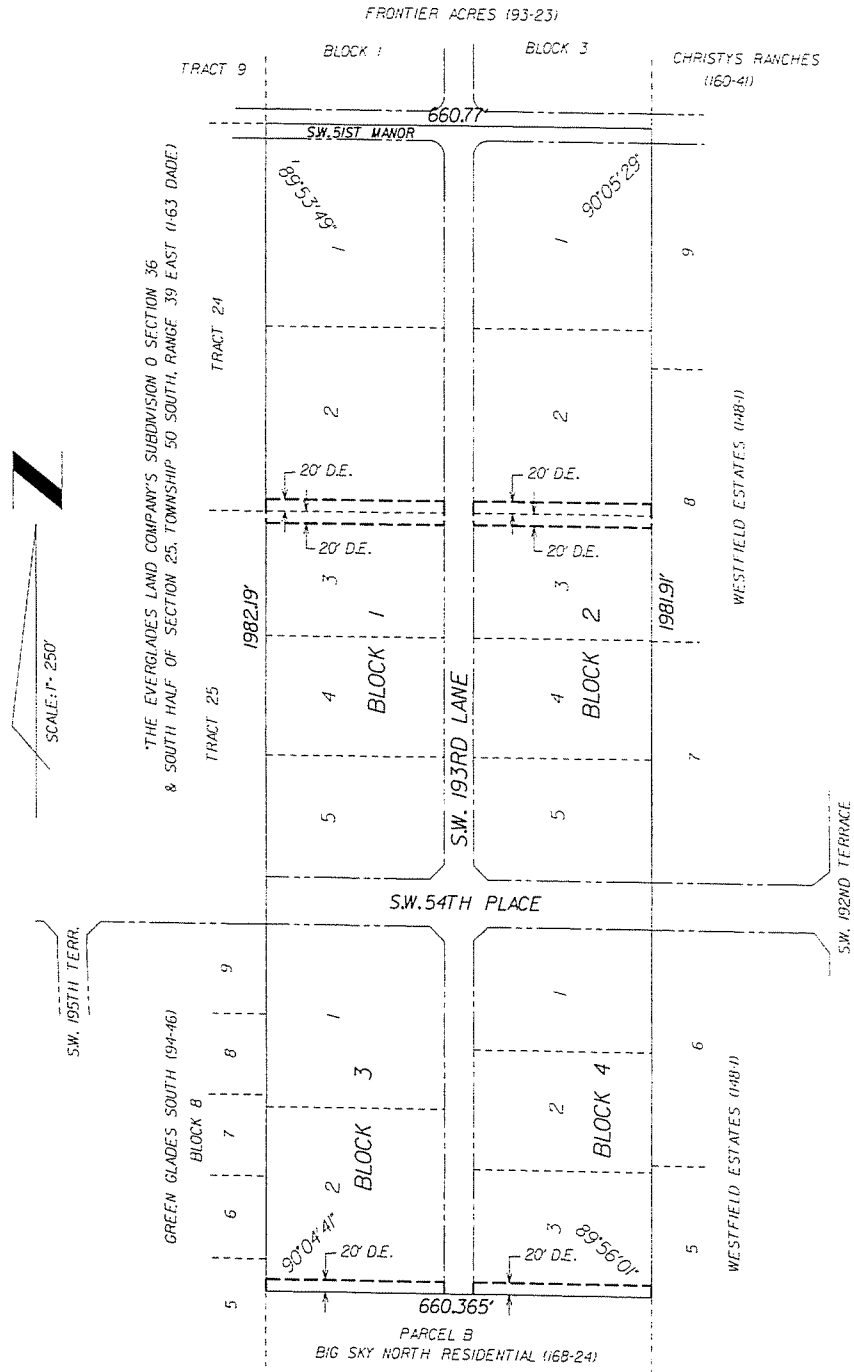 FRONTIER ACRES (93-23)
BLOCK 1
BLOCK 3
TRACT 9
CHRISTYS RANCHES
(160-41)
660.77'
S.W. 51ST MANOR
89°53'49"
90°05'29"
1
1
9
"THE EVERGLADES LAND COMPANY'S SUBDIVISION O SECTION 36
& SOUTH HALF OF SECTION 25, TOWNSHIP 50 SOUTH, RANGE 39 EAST (1-63 DADE)
TRACT 24
2
2
WESTFIELD ESTATES (148-1)
8
20' D.E.
20' D.E.
20' D.E.
20' D.E.
SCALE: 1"= 250'
3
3
1982.19'
1981.91'
BLOCK 1
BLOCK 2
TRACT 25
4
4
7
S.W. 193RD LANE
5
5
S.W. 54TH PLACE
S.W. 192ND TERRACE
S.W. 195TH TERR.
9
1
1
6
8
GREEN GLADES SOUTH (94-46)
BLOCK 8
BLOCK 3
BLOCK 4
7
2
2
WESTFIELD ESTATES (148-1)
6
3
5
90°04'41"
89°56'01"
20' D.E.
20' D.E.
5
660.365'
PARCEL B
BIG SKY NORTH RESIDENTIAL (168-24)